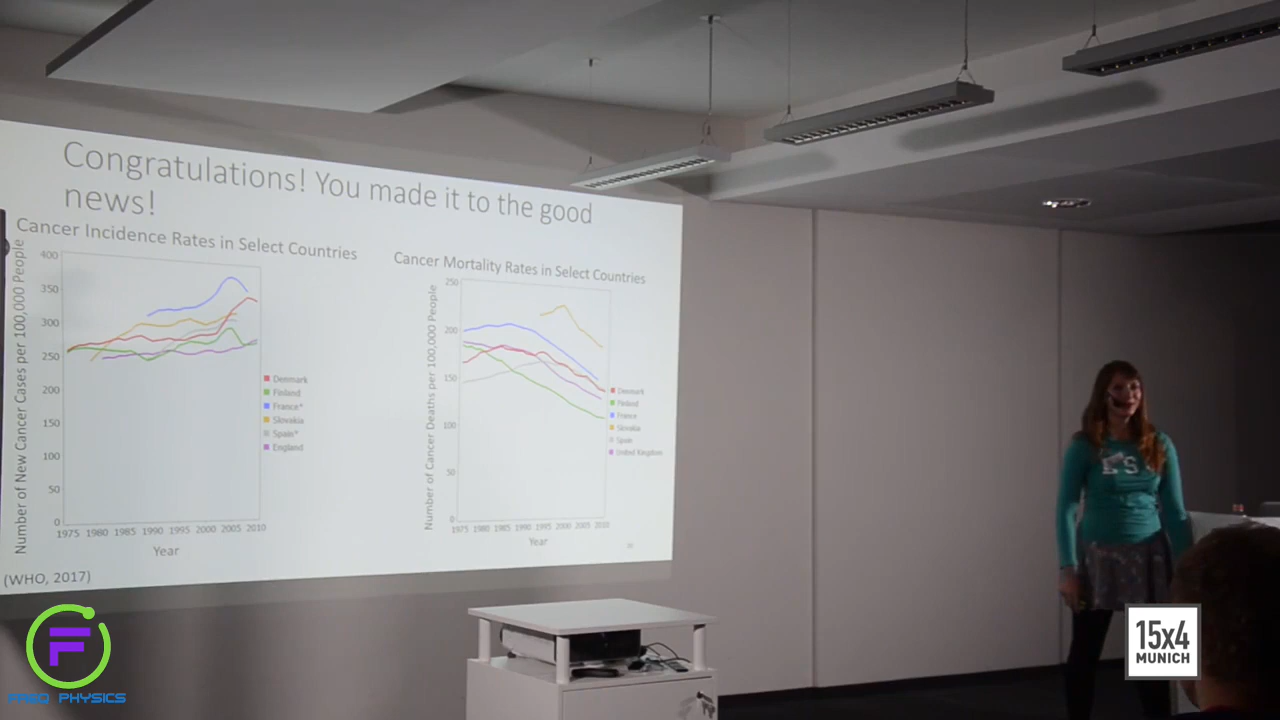 Congratulations! You made it to the good
news!
Cancer Incidence Rates in Select Countries
Number of New Cancer Cases per 100,000 People
400
350
300
250
200
150
100
50
0
1975 1980 1985 1990 1995 2000 2005 2010
Year
Denmark
Finland
France*
Slovakia
Spain*
England
Cancer Mortality Rates in Select Countries
Number of Cancer Deaths per 100,000 People
250
200
150
100
50
0
1975 1980 1985 1990 1995 2000 2005 2010
Year
Denmark
Finland
France
Slovakia
Spain
United Kingdom
(WHO, 2017)
F
FREQ PHYSICS
15x4
MUNICH